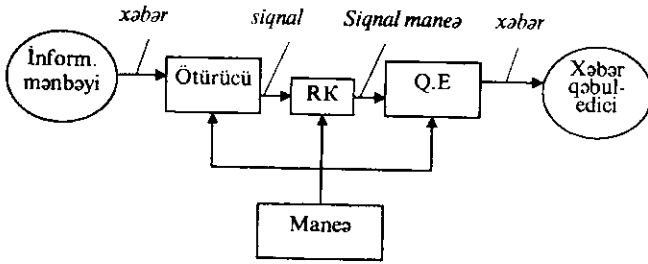 xəbər
siqnal
Siqnal maneə
xəbər
İnform.
mənbəyi
Ötürücü
RK
Q.E
Xəbər
qəbul-
edici
Maneə